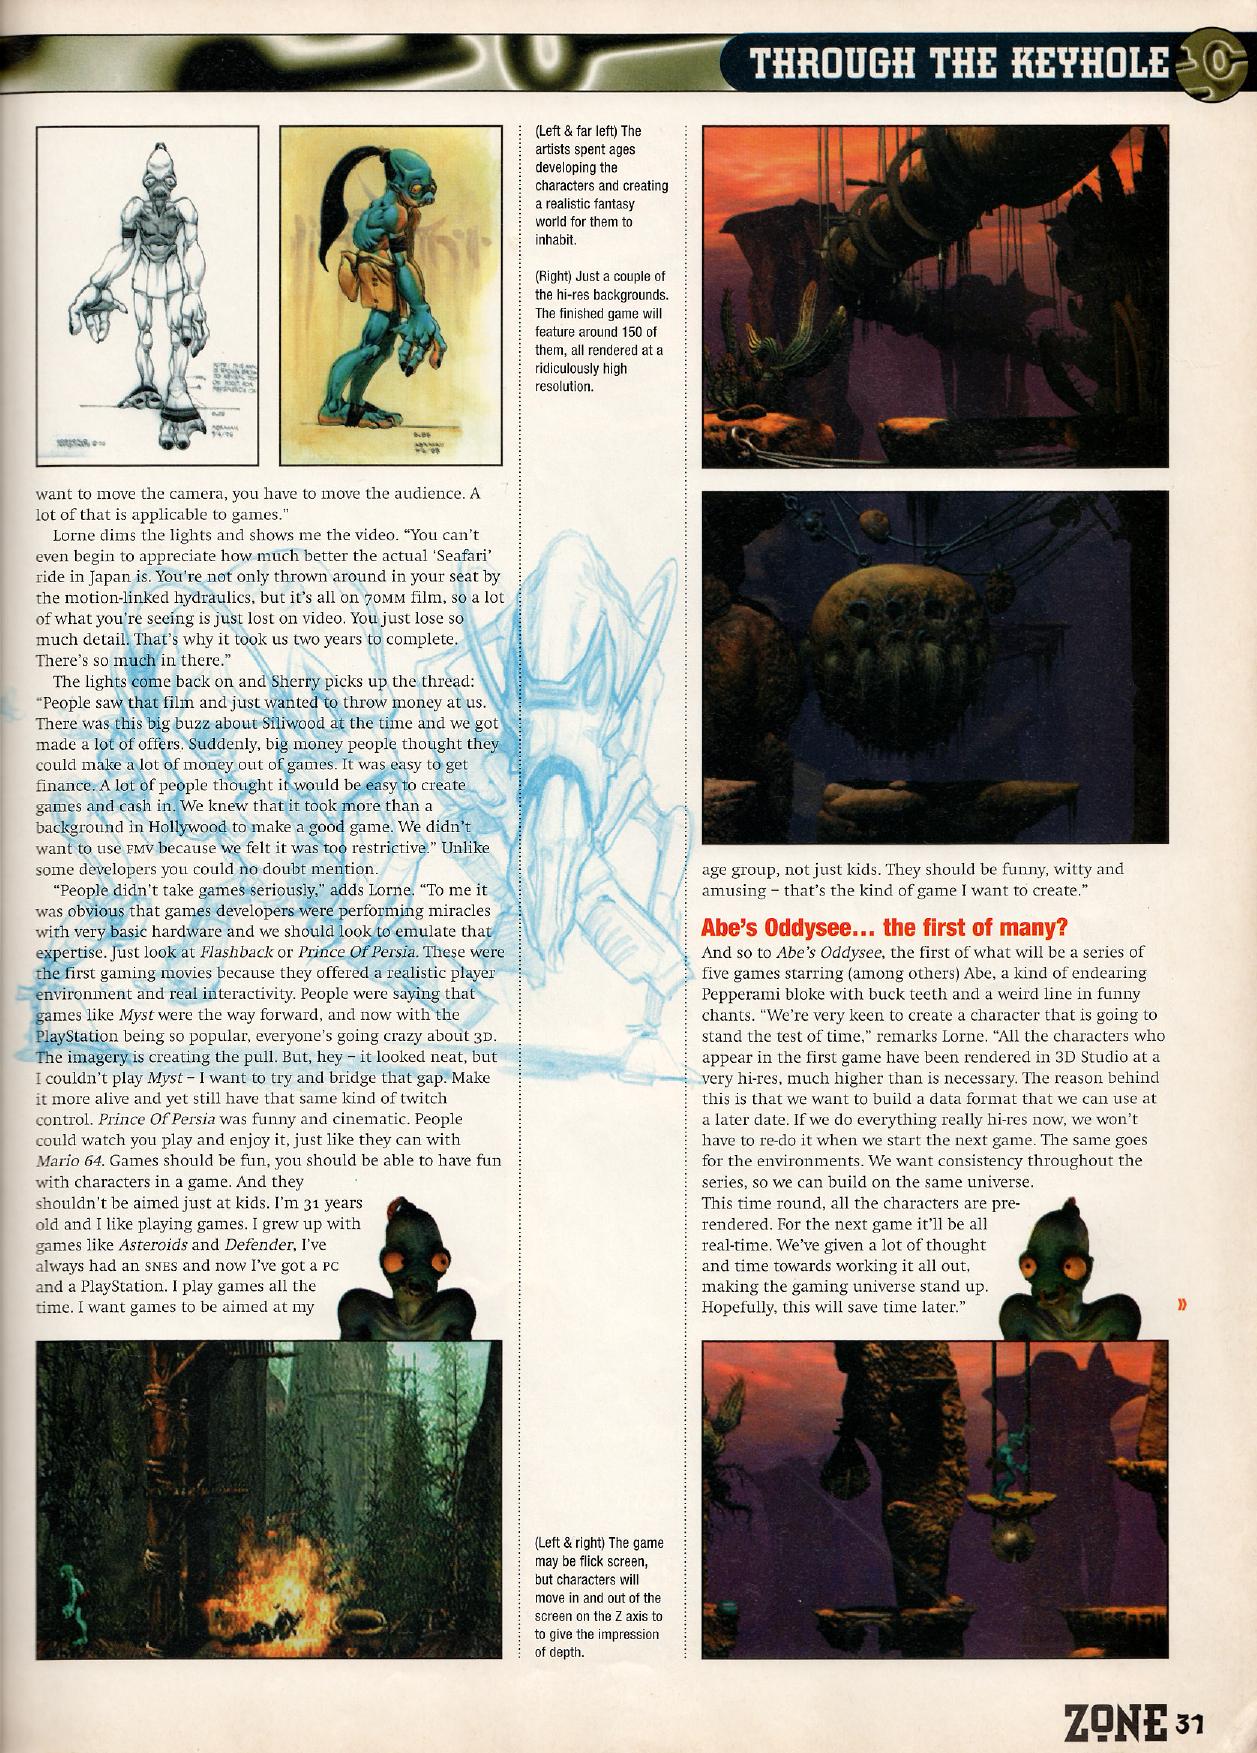 THROUGH THE KEYHOLE
(Left & far left) The
artists spent ages
developing the
characters and creating
a realistic fantasy
world for them to
inhabit.
(Right) Just a couple of
the hi-res backgrounds.
The finished game will
feature around 150 of
them, all rendered at a
ridiculously high
resolution.
want to move the camera, you have to move the audience. A
lot of that is applicable to games.”
Lorne dims the lights and shows me the video. “You can’t
even begin to appreciate how much better the actual ‘Seafari’
ride in Japan is. You’re not only thrown around in your seat by
the motion-linked hydraulics, but it’s all on 70MM film, so a lot
of what you’re seeing is just lost on video. You just lose so
much detail. That’s why it took us two years to complete.
There’s so much in there.”
The lights come back on and Sherry picks up the thread:
“People saw that film and just wanted to throw money at us.
There was this big buzz about Siliwood at the time and we got
made a lot of offers. Suddenly, big money people thought they
could make a lot of money out of games. It was easy to get
finance. A lot of people thought it would be easy to create
games and cash in. We knew that it took more than a
background in Hollywood to make a good game. We didn’t
want to use FMV because we felt it was too restrictive.” Unlike
some developers you could no doubt mention.
“People didn’t take games seriously,” adds Lorne. “To me it
was obvious that games developers were performing miracles
with very basic hardware and we should look to emulate that
expertise. Just look at Flashback or Prince Of Persia. These were
the first gaming movies because they offered a realistic player
environment and real interactivity. People were saying that
games like Myst were the way forward, and now with the
PlayStation being so popular, everyone’s going crazy about 3D.
The imagery is creating the pull. But, hey – it looked neat, but
I couldn’t play Myst – I want to try and bridge that gap. Make
it more alive and yet still have that same kind of twitch
control. Prince Of Persia was funny and cinematic. People
could watch you play and enjoy it, just like they can with
Mario 64. Games should be fun, you should be able to have fun
with characters in a game. And they
shouldn’t be aimed just at kids. I’m 31 years
old and I like playing games. I grew up with
games like Asteroids and Defender, I’ve
always had an SNES and now I’ve got a PC
and a PlayStation. I play games all the
time. I want games to be aimed at my
age group, not just kids. They should be funny, witty and
amusing – that’s the kind of game I want to create.”
Abe’s Oddysee... the first of many?
And so to Abe’s Oddysee, the first of what will be a series of
five games starring (among others) Abe, a kind of endearing
Pepperami bloke with buck teeth and a weird line in funny
chants. “We’re very keen to create a character that is going to
stand the test of time,” remarks Lorne. “All the characters who
appear in the first game have been rendered in 3D Studio at a
very hi-res, much higher than is necessary. The reason behind
this is that we want to build a data format that we can use at
a later date. If we do everything really hi-res now, we won’t
have to re-do it when we start the next game. The same goes
for the environments. We want consistency throughout the
series, so we can build on the same universe.
This time round, all the characters are pre-
rendered. For the next game it’ll be all
real-time. We’ve given a lot of thought
and time towards working it all out,
making the gaming universe stand up.
Hopefully, this will save time later.”
»
(Left & right) The game
may be flick screen,
but characters will
move in and out of the
screen on the Z axis to
to give the impression
of depth.
ZONE 31